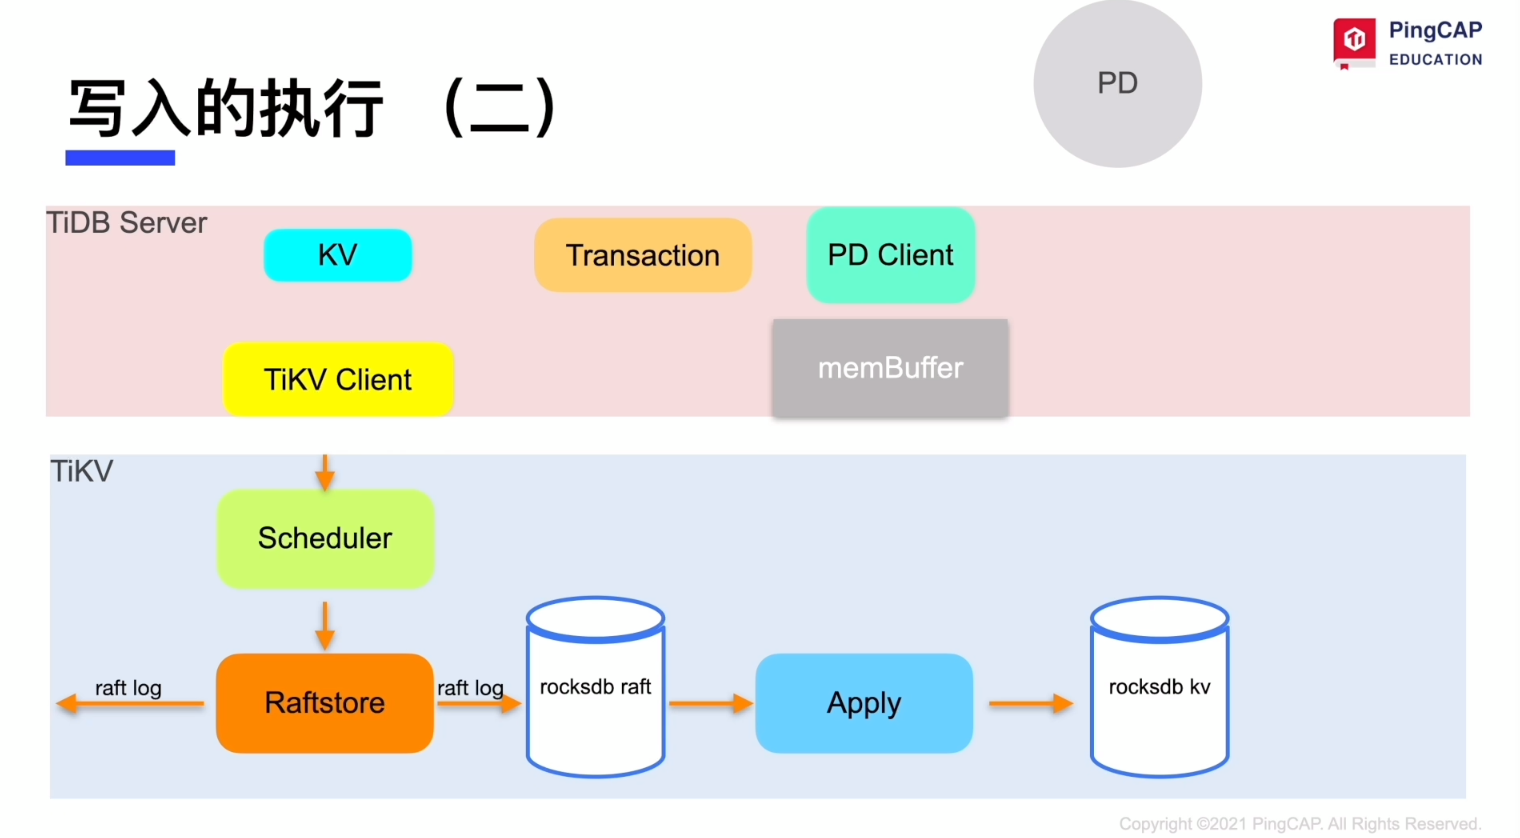 PD
PingCAP
EDUCATION
写入的执行 （二）
TiDB Server
KV
Transaction
PD Client
TiKV Client
memBuffer
TiKV
Scheduler
raft log
Raftstore
raft log
rocksdb raft
Apply
rocksdb kv
Copyright ©2021 PingCAP. All Rights Reserved.